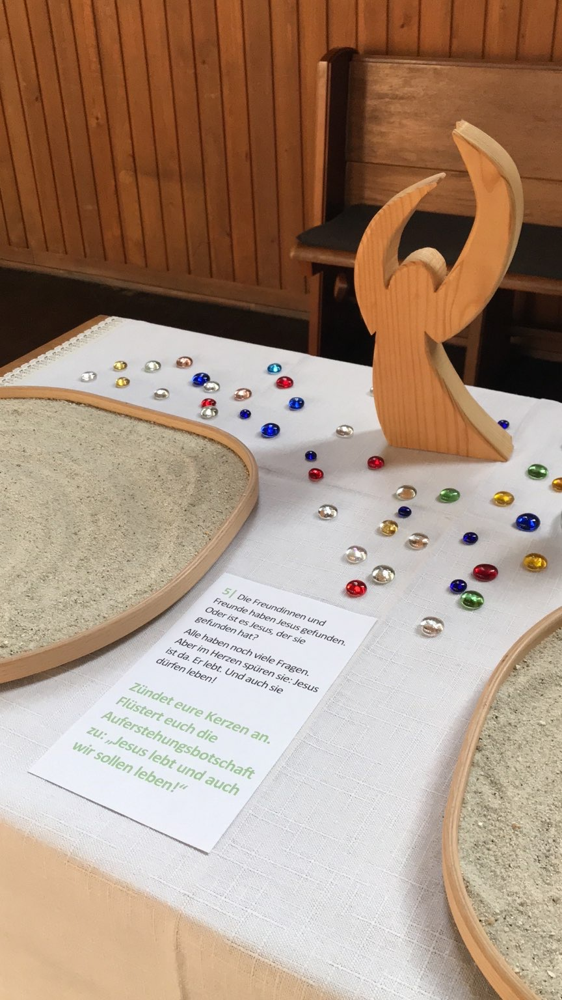 5| Die Freundinnen und
Freunde haben Jesus gefunden.
Oder ist es Jesus, der sie
gefunden hat?
Alle haben noch viele Fragen.
Aber im Herzen spüren sie: Jesus
ist da. Er lebt. Und auch sie
dürfen leben!
Zündet eure Kerzen an.
Flüstert euch die
Auferstehungsbotschaft
zu: „Jesus lebt und auch
wir sollen leben!“